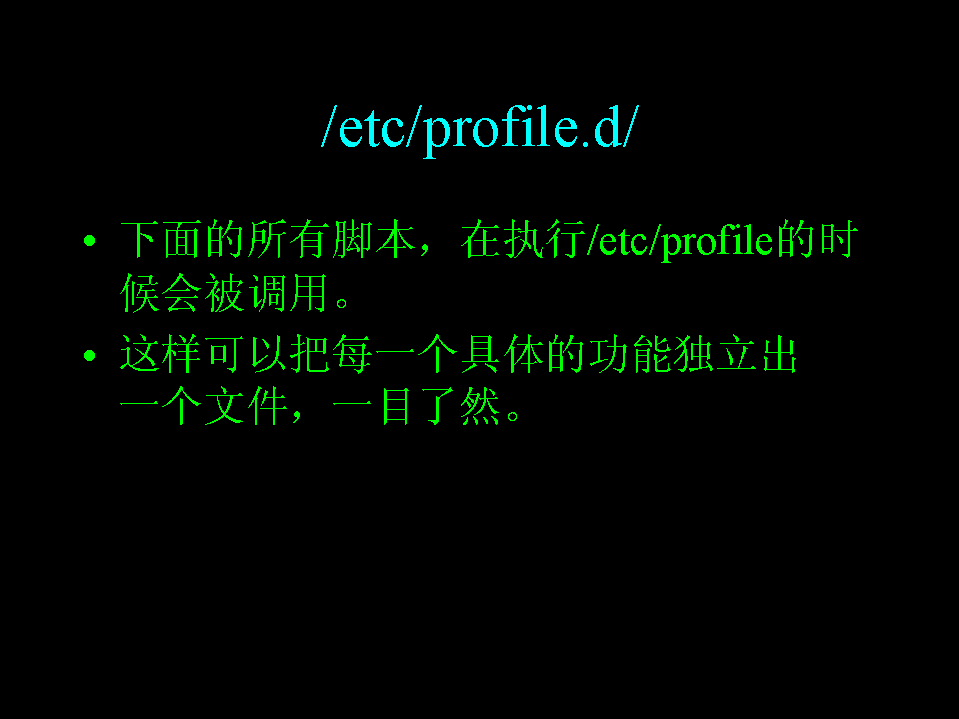 /etc/profile.d/
• 下面的所有脚本，在执行/etc/profile的时
候会被调用。
• 这样可以把每一个具体的功能独立出
一个文件，一目了然。